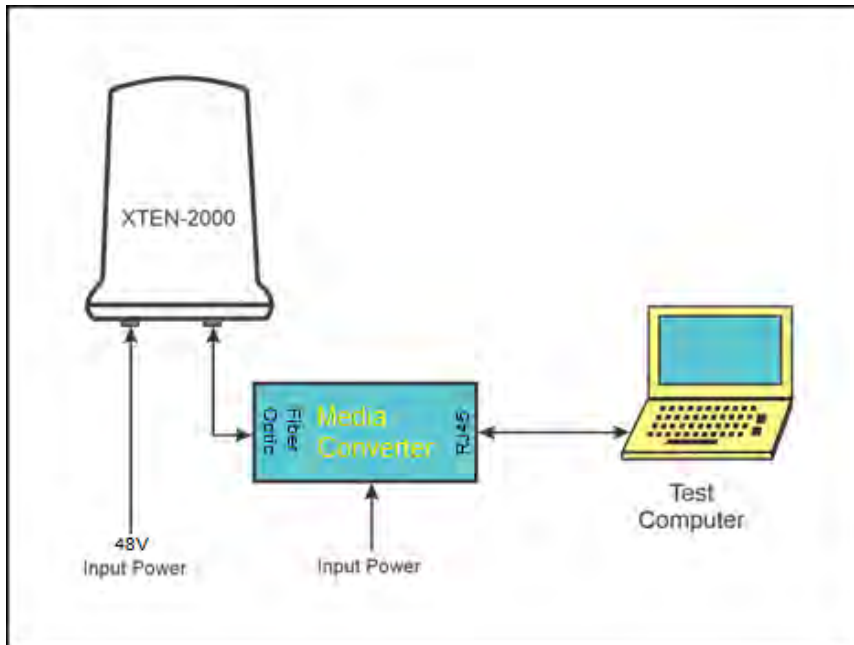 XTEN-2000
Fiber
Optic
Media
Converter
RJ45
Test
Computer
48V
Input Power
Input Power